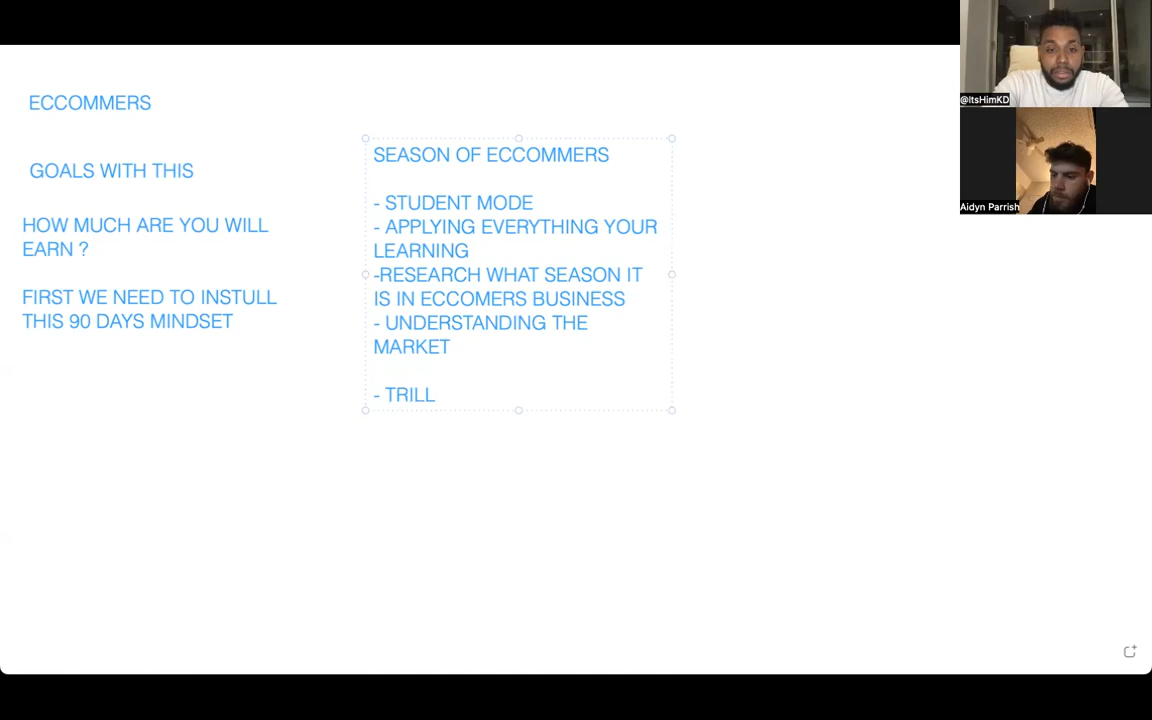 ECCOMMERS
GOALS WITH THIS
HOW MUCH ARE YOU WILL
EARN ?
FIRST WE NEED TO INSTULL
THIS 90 DAYS MINDSET
SEASON OF ECCOMMERS
- STUDENT MODE
- APPLYING EVERYTHING YOUR
LEARNING
-RESEARCH WHAT SEASON IT
IS IN ECCOMERS BUSINESS
- UNDERSTANDING THE
MARKET
- TRILL
@ItsHimKD
Aidyn Parrish